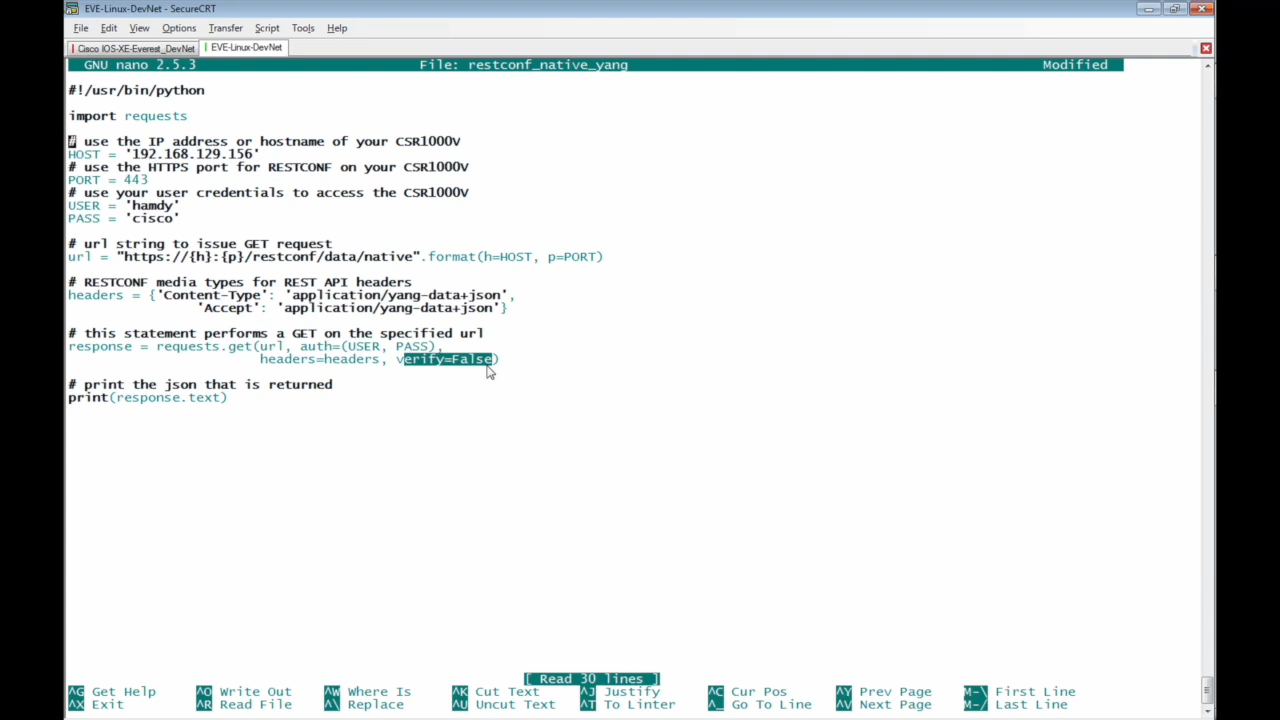 EVE-Linux-DevNet - SecureCRT
File Edit View Options Transfer Script Tools Help
Cisco IOS-XE-Everest_DevNet EVE-Linux-DevNet
GNU nano 2.5.3 File: restconf_native_yang Modified
#!/usr/bin/python
import requests
# use the IP address or hostname of your CSR1000V
HOST = '192.168.129.156'
# use the HTTPS port for RESTCONF on your CSR1000V
PORT = 443
# use your user credentials to access the CSR1000V
USER = 'hamdy'
PASS = 'cisco'
# url string to issue GET request
url = "https://{h}:{p}/restconf/data/native".format(h=HOST, p=PORT)
# RESTCONF media types for REST API headers
headers = {'Content-Type': 'application/yang-data+json',
'Accept': 'application/yang-data+json'}
# this statement performs a GET on the specified url
response = requests.get(url, auth=(USER, PASS),
headers=headers, verify=False)
# print the json that is returned
print(response.text)
[ Read 30 lines ]
^G Get Help ^O Write Out ^W Where Is ^K Cut Text ^J Justify ^C Cur Pos ^Y Prev Page M-\ First Line
^X Exit ^R Read File ^\ Replace ^U Uncut Text ^T To Linter ^_ Go To Line ^V Next Page M-/ Last Line